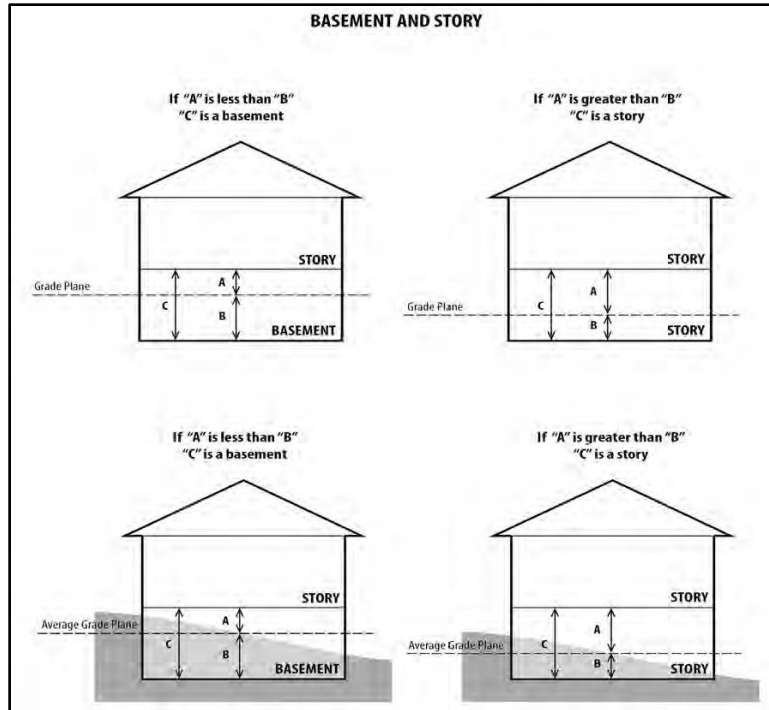 BASEMENT AND STORY
If "A" is less than "B"
"C" is a basement
If "A" is greater than "B"
"C" is a story
STORY
A
Grade Plane
C
B
BASEMENT
STORY
A
Grade Plane
C
B
STORY
If "A" is less than "B"
"C" is a basement
If "A" is greater than "B"
"C" is a story
STORY
A
Average Grade Plane
C
B
BASEMENT
STORY
A
Average Grade Plane
C
B
STORY